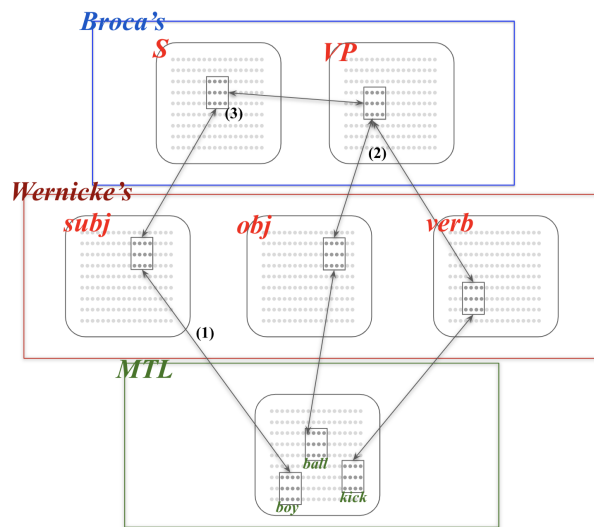 Broca's
S
VP
(3)
(2)
Wernicke's
subj
obj
verb
(1)
MTL
ball
boy
kick